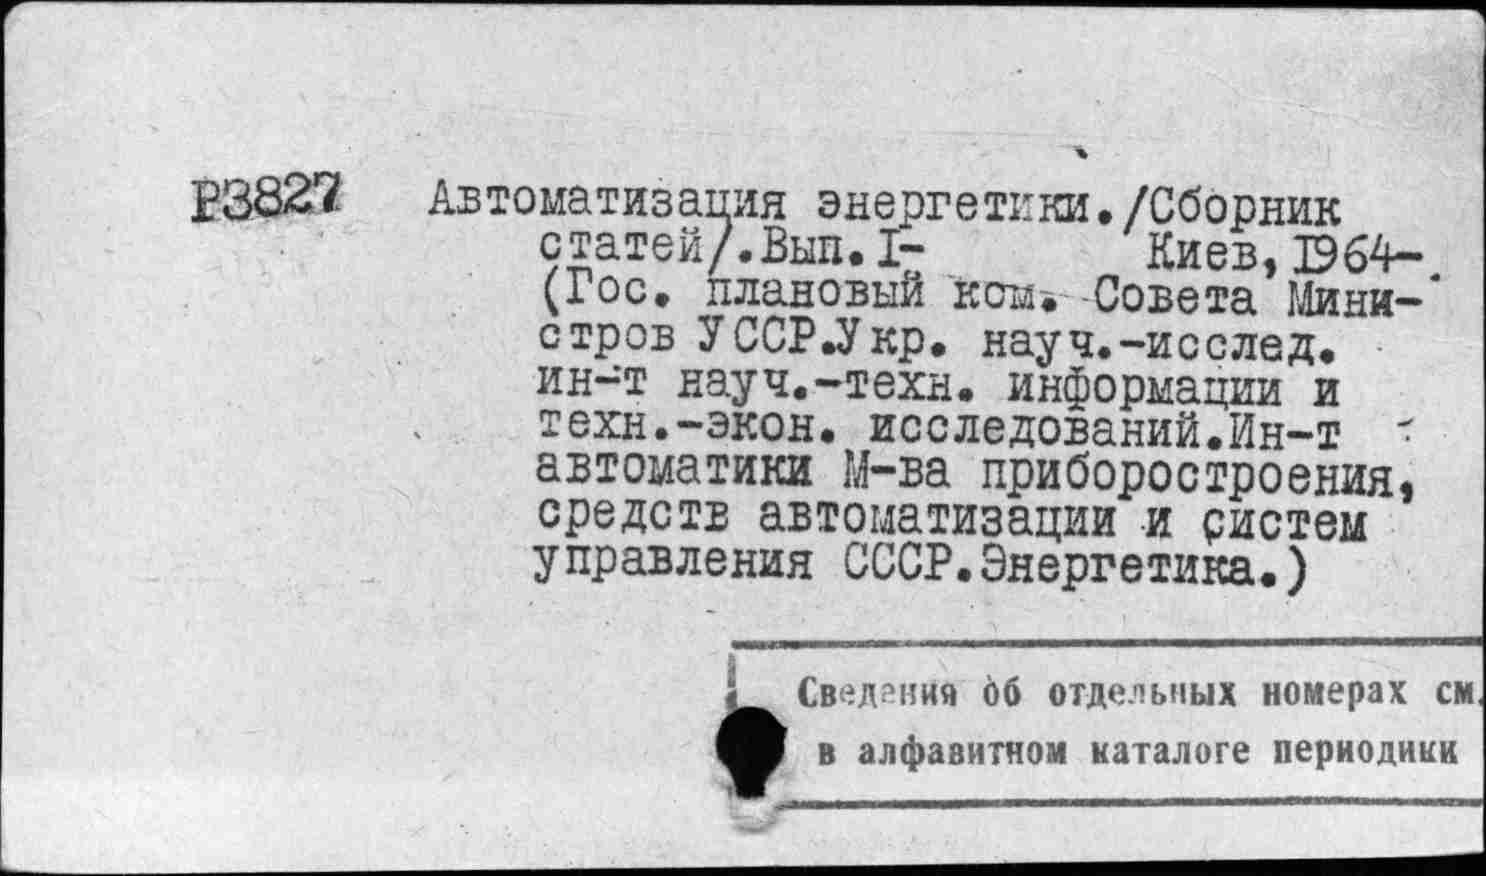 Р3827 Автоматизация энергетики./Сборник
статей/.Вып.I- Киев,1964-.
(Гос. плановый ком. Совета Мини-
стров УССР.Укр. науч.-исслед.
ин-т науч.-техн. информации и
техн.-экон. исследований.Ин-т
автоматики М-ва приборостроения,
средств автоматизации и систем
управления СССР.Энергетика.)
Сведения об отдельных номерах см.
в алфавитном каталоге периодики